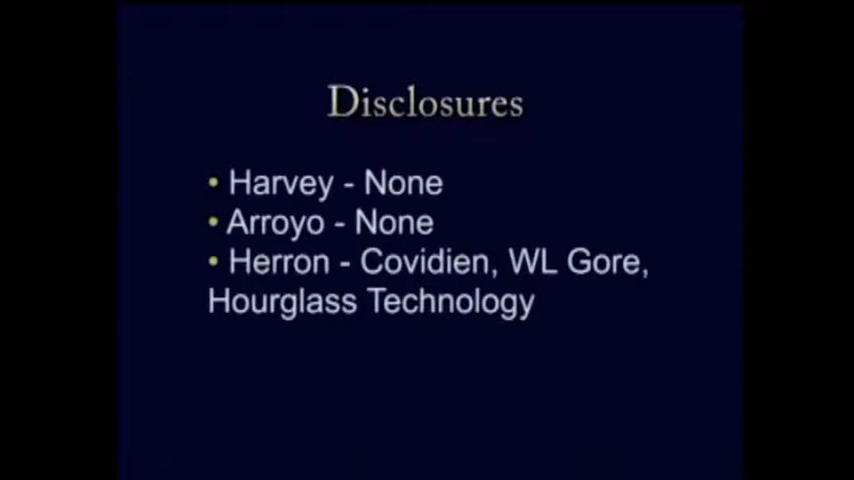 Disclosures
• Harvey - None
• Arroyo - None
• Herron - Covidien, WL Gore,
Hourglass Technology